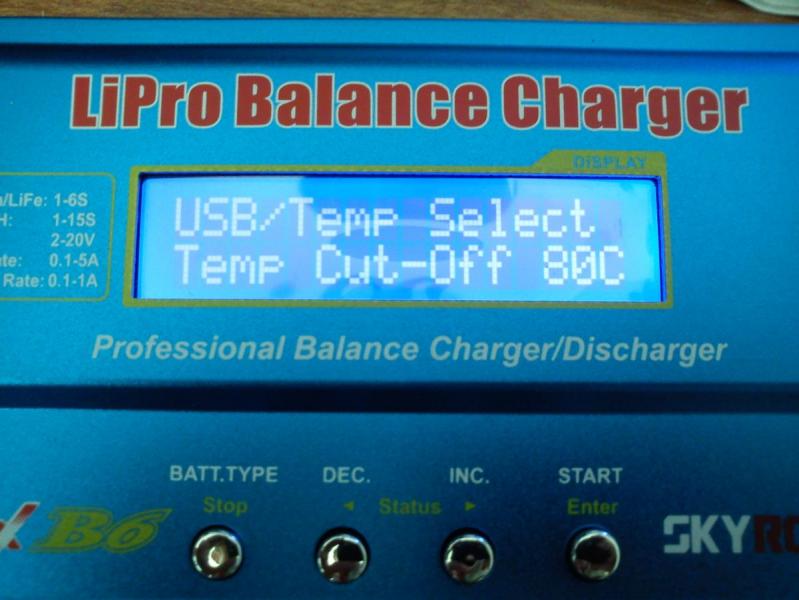 LiPro Balance Charger
DISPLAY
/LiFe: 1-6S
H: 1-15S
2-20V
0.1-5A
Rate: 0.1-1A
USB/Temp Select
Temp Cut-Off 80C
Professional Balance Charger/Discharger
BATT.TYPE DEC. INC. START
Stop ◄ Status ► Enter
B6
SKYR